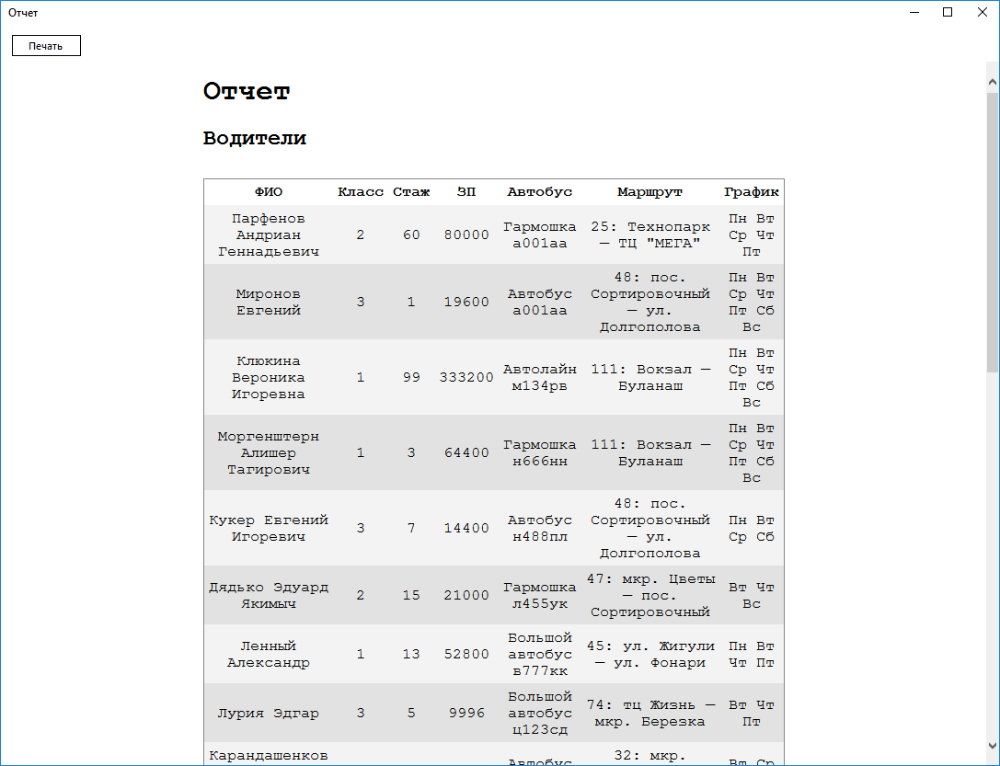 Отчет
Печать
Отчет
Водители
ФИО Класс Стаж ЗП Автобус Маршрут График
Парфенов Андриан Геннадьевич 2 60 80000 Гармошка а001аа 25: Технопарк — ТЦ "МЕГА" Пн Вт Ср Чт Пт
Миронов Евгений 3 1 19600 Автобус а001аа 48: пос. Сортировочный — ул. Долгополова Пн Вт Ср Чт Пт Сб Вс
Клюкина Вероника Игоревна 1 99 333200 Автолайн м134рв 111: Вокзал — Буланаш Пн Вт Ср Чт Пт Сб Вс
Моргенштерн Алишер Тагирович 1 3 64400 Гармошка н666нн 111: Вокзал — Буланаш Пн Вт Ср Чт Пт Сб Вс
Кукер Евгений Игоревич 3 7 14400 Автобус н488пл 48: пос. Сортировочный — ул. Долгополова Пн Вт Ср Сб
Дядько Эдуард Якимыч 2 15 21000 Гармошка л455ук 47: мкр. Цветы — пос. Сортировочный Вт Чт Вс
Ленный Александр 1 13 52800 Большой автобус в777кк 45: ул. Жигули — ул. Фонари Пн Вт Чт Пт
Лурия Эдгар 3 5 9996 Большой автобус ц123сд 74: тц Жизнь — мкр. Березка Вт Чт Пт
Карандашенков Автобус 32: мкр. Вт Ср